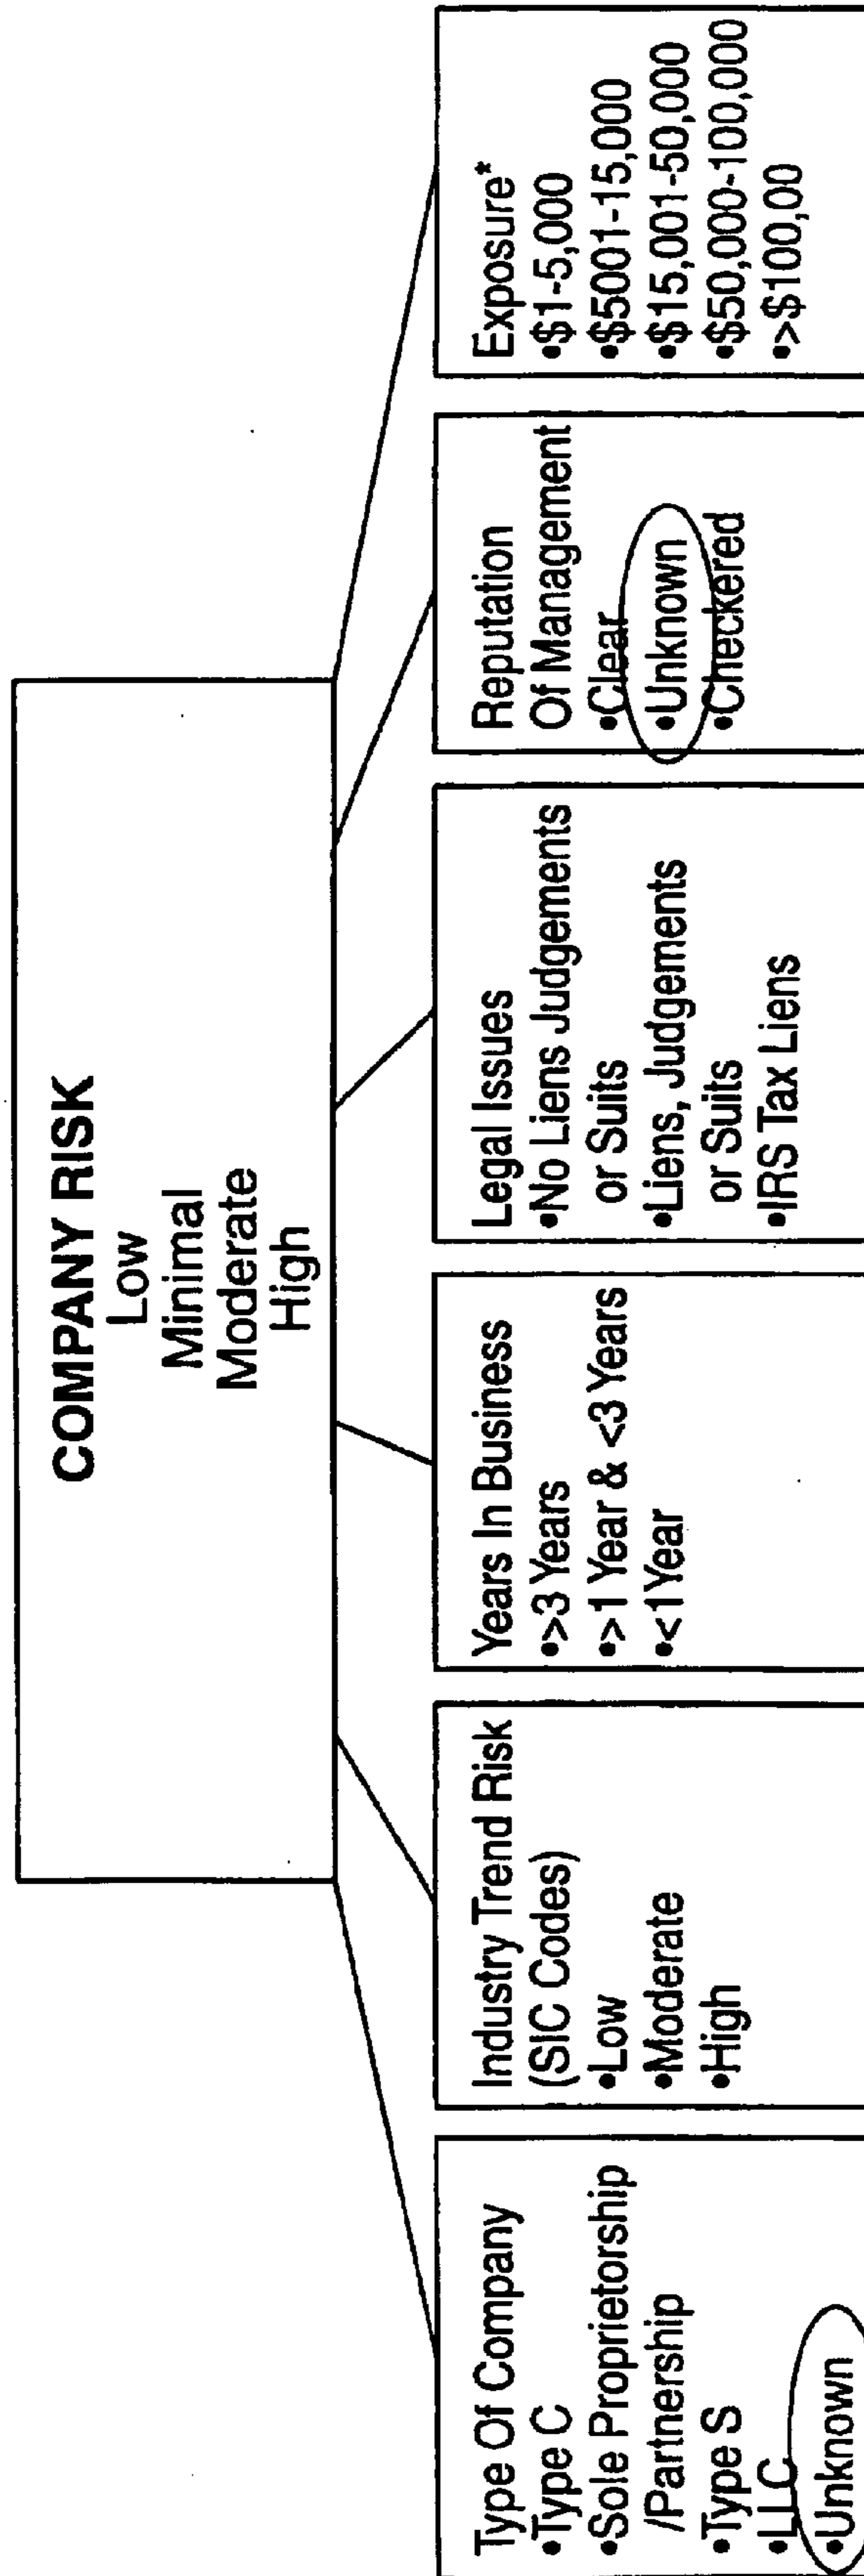 COMPANY RISK
Low
Minimal
Moderate
High
Type Of Company
•Type C
•Sole Proprietorship
/Partnership
•Type S
•LLC
•Unknown
Industry Trend Risk
(SIC Codes)
•Low
•Moderate
•High
Years In Business
•>3 Years
•>1 Year & <3 Years
•<1Year
Legal Issues
•No Liens Judgements
or Suits
•Liens, Judgements
or Suits
•IRS Tax Liens
Reputation
Of Management
•Clear
•Unknown
•Checkered
Exposure*
•$1-5,000
•$5001-15,000
•$15,001-50,000
•$50,000-100,000
•>$100,00